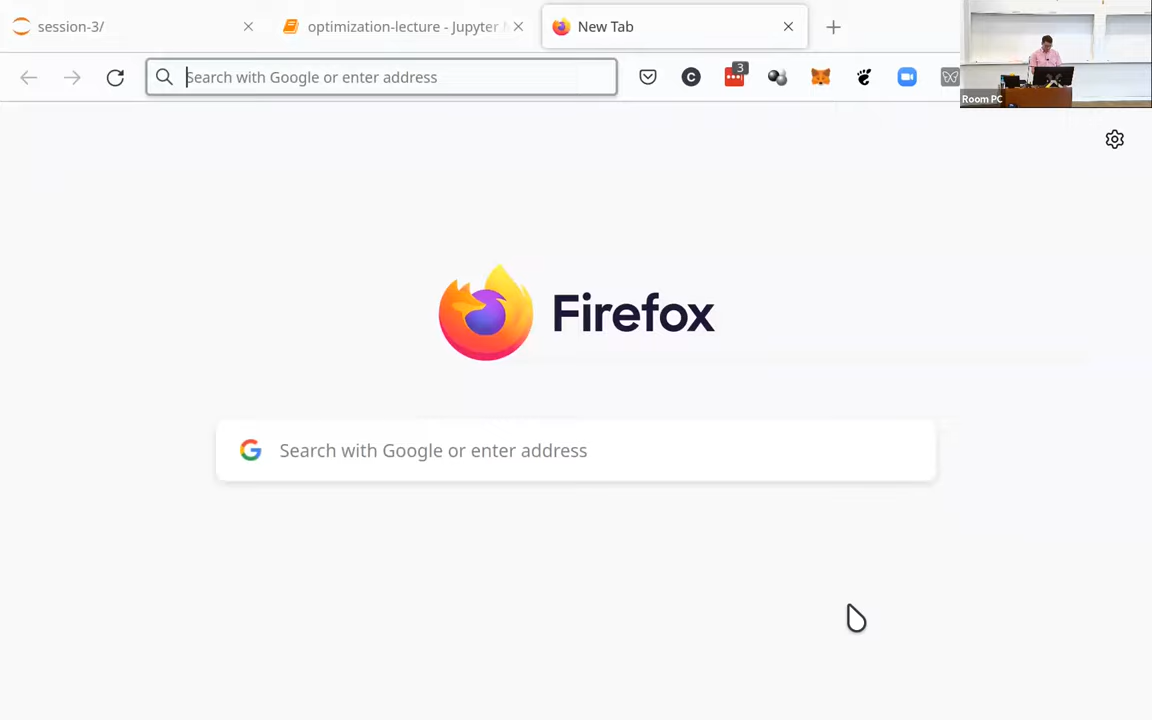 session-3/
optimization-lecture - Jupyter
New Tab
Search with Google or enter address
3
Room PC
Firefox
Search with Google or enter address